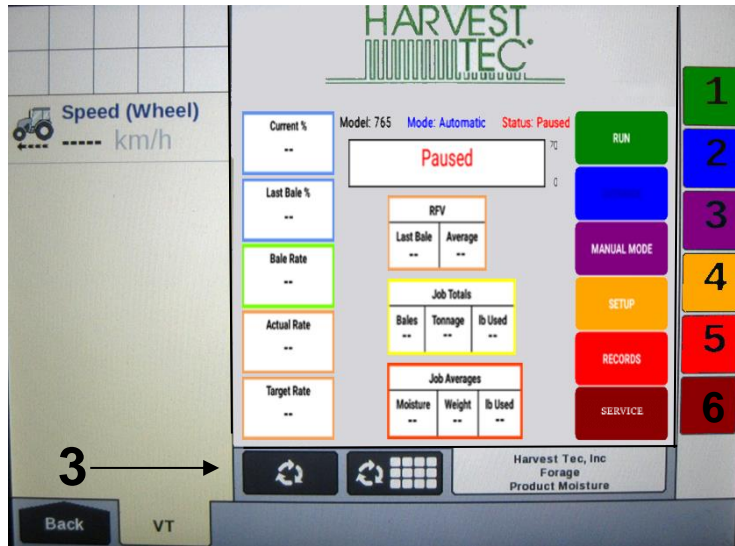 HARVEST
TEC
Speed (Wheel)
----- km/h
Model: 765 Mode: Automatic Status: Paused
Current %
--
Paused
70
0
RUN
1
2
Last Bale %
--
RFV
Last Bale Average
-- --
MANUAL MODE
3
Bale Rate
--
Job Totals
Bales Tonnage lb Used
-- -- --
SETUP
4
Actual Rate
--
RECORDS
5
Target Rate
--
Job Averages
Moisture Weight lb Used
-- -- --
SERVICE
6
3
Harvest Tec, Inc
Forage
Product Moisture
Back
VT